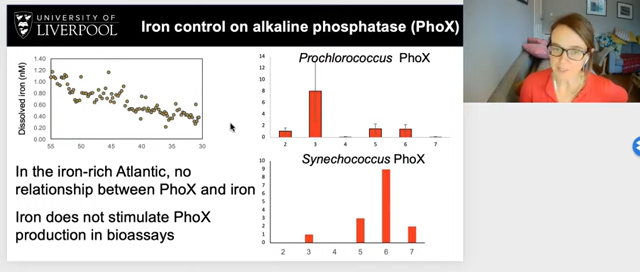 UNIVERSITY OF
LIVERPOOL
Iron control on alkaline phosphatase (PhoX)
Dissolved iron (nM)
1.40
1.20
1.00
0.80
0.60
0.40
0.20
0.00
55 50 45 40 35 30
Prochlorococcus PhoX
14
12
10
8
6
4
2
0
2 3 4 5 6 7
In the iron-rich Atlantic, no
relationship between PhoX and iron
Iron does not stimulate PhoX
production in bioassays
Synechococcus PhoX
10
9
8
7
6
5
4
3
2
1
0
2 3 4 5 6 7